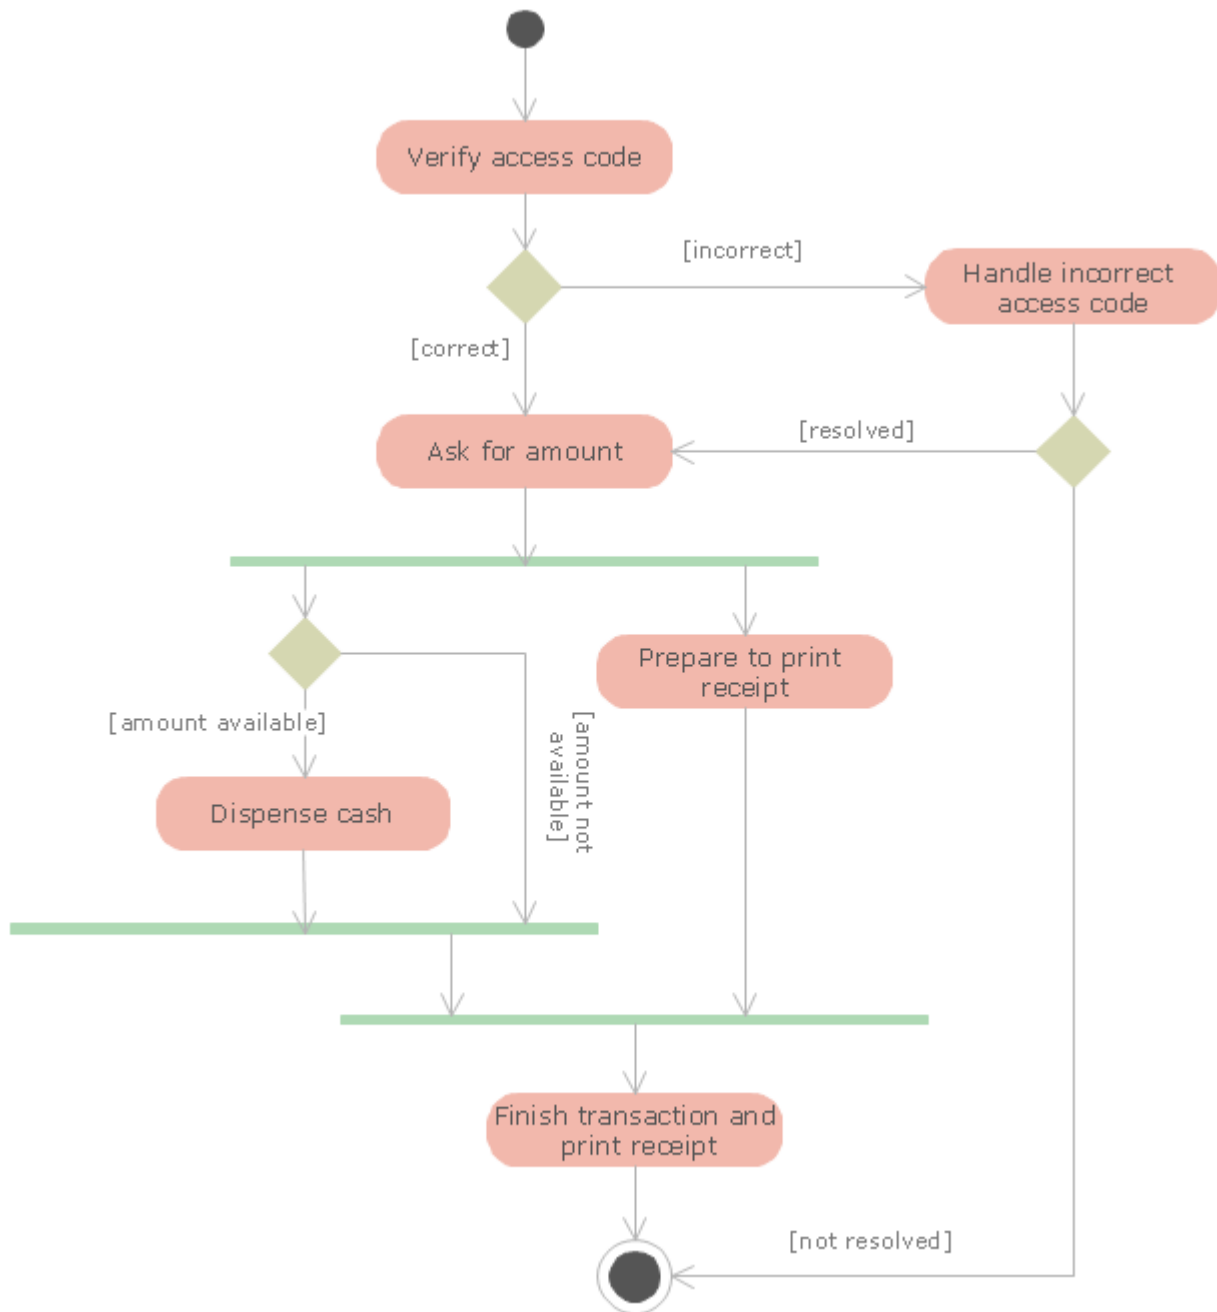 Verify access code
[incorrect]
Handle incorrect
access code
[correct]
Ask for amount
[resolved]
Prepare to print
receipt
[amount available]
[amount not
available]
Dispense cash
Finish transaction and
print receipt
[not resolved]